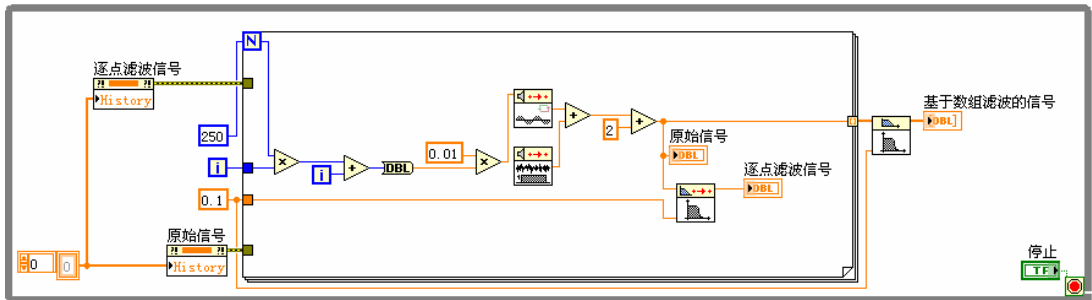 逐点滤波信号
History
N
250
i
0.1
原始信号
History
0
0
i
DBL
0.01
2
原始信号
DBL
逐点滤波信号
DBL
基于数组滤波的信号
DBL
停止
TF